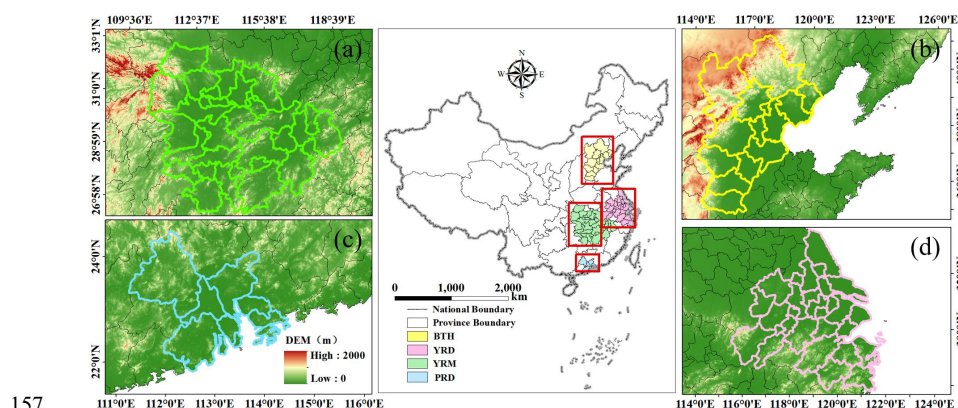 109°36'E 112°37'E 115°38'E 118°39'E
33°1'N
31°0'N
28°59'N
26°58'N
(a)
N
W E
S
114°0'E 117°0'E 120°0'E 123°0'E 126°0'E
(b)
24°0'N
22°0'N
(c)
DEM (m)
High : 2000
Low : 0
111°0'E 112°0'E 113°0'E 114°0'E 115°0'E 116°0'E
0 1,000 2,000
km
National Boundary
Province Boundary
BTH
YRD
YRM
PRD
(d)
114°0'E 116°0'E 118°0'E 120°0'E 122°0'E 124°0'E
157